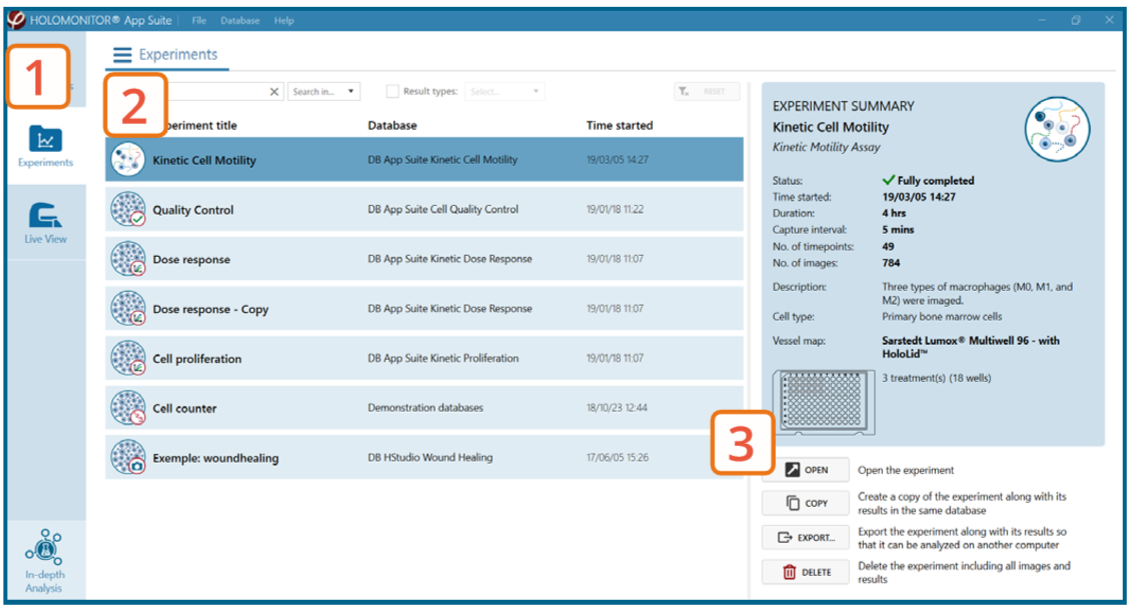 HOLOMONITOR® App Suite File Database Help
1
s
Experiments
Live View
In-depth
Analysis
Experiments
2
Search in... Result types: Select... RESET
periment title Database Time started
Kinetic Cell Motility DB App Suite Kinetic Cell Motility 19/03/05 14:27
Quality Control DB App Suite Cell Quality Control 19/01/18 11:22
Dose response DB App Suite Kinetic Dose Response 19/01/18 11:07
Dose response - Copy DB App Suite Kinetic Dose Response 19/01/18 11:07
Cell proliferation DB App Suite Kinetic Proliferation 19/01/18 11:07
Cell counter Demonstration databases 18/10/23 12:44
Exemple: woundhealing DB HStudio Wound Healing 17/06/05 15:26
EXPERIMENT SUMMARY
Kinetic Cell Motility
Kinetic Motility Assay
Status: Fully completed
Time started: 19/03/05 14:27
Duration: 4 hrs
Capture interval: 5 mins
No. of timepoints: 49
No. of images: 784
Description: Three types of macrophages (M0, M1, and
M2) were imaged.
Cell type: Primary bone marrow cells
Vessel map: Sarstedt Lumox® Multiwell 96 - with
HoloLid™
3 treatment(s) (18 wells)
3
OPEN Open the experiment
COPY Create a copy of the experiment along with its
results in the same database
EXPORT... Export the experiment along with its results so
that it can be analyzed on another computer
DELETE Delete the experiment including all images and
results